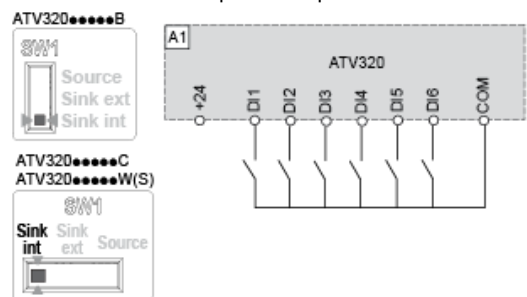 ATV320●●●●●B
SW1
Source
Sink ext
Sink int
ATV320●●●●●C
ATV320●●●●●W(S)
SW1
Sink int
Sink ext
Source
A1
ATV320
+24
DI1
DI2
DI3
DI4
DI5
DI6
COM